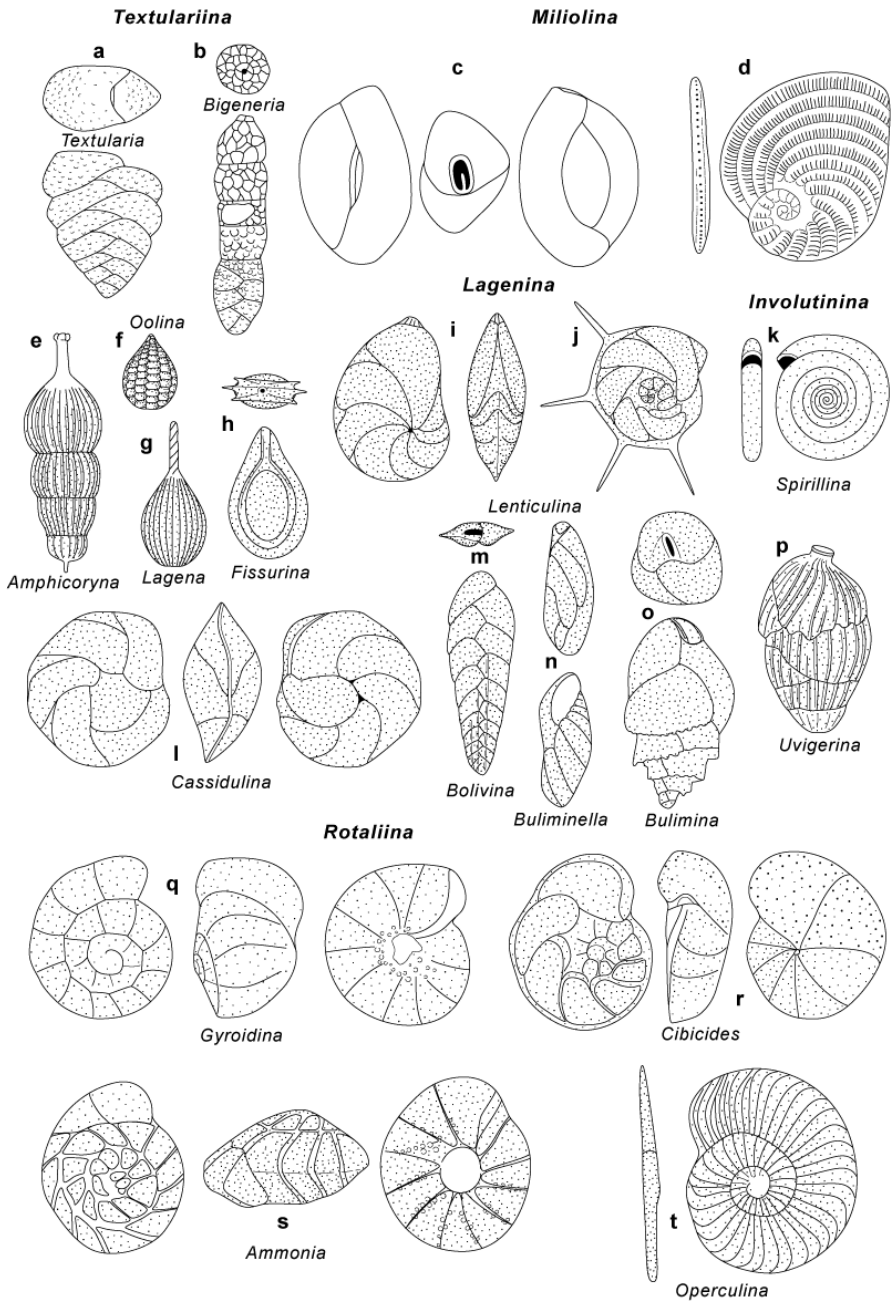 Textulariina
Miliolina
a
b
c
d
Bigeneria
Textularia
Lagenina
Involutinina
Oolina
e
f
i
j
k
h
g
Spirillina
Lenticulina
m
p
Amphicoryna
Lagena
Fissurina
o
n
l
Uvigerina
Cassidulina
Bolivina
Buliminella
Bulimina
Rotaliina
q
r
Gyroidina
Cibicides
s
t
Ammonia
Operculina